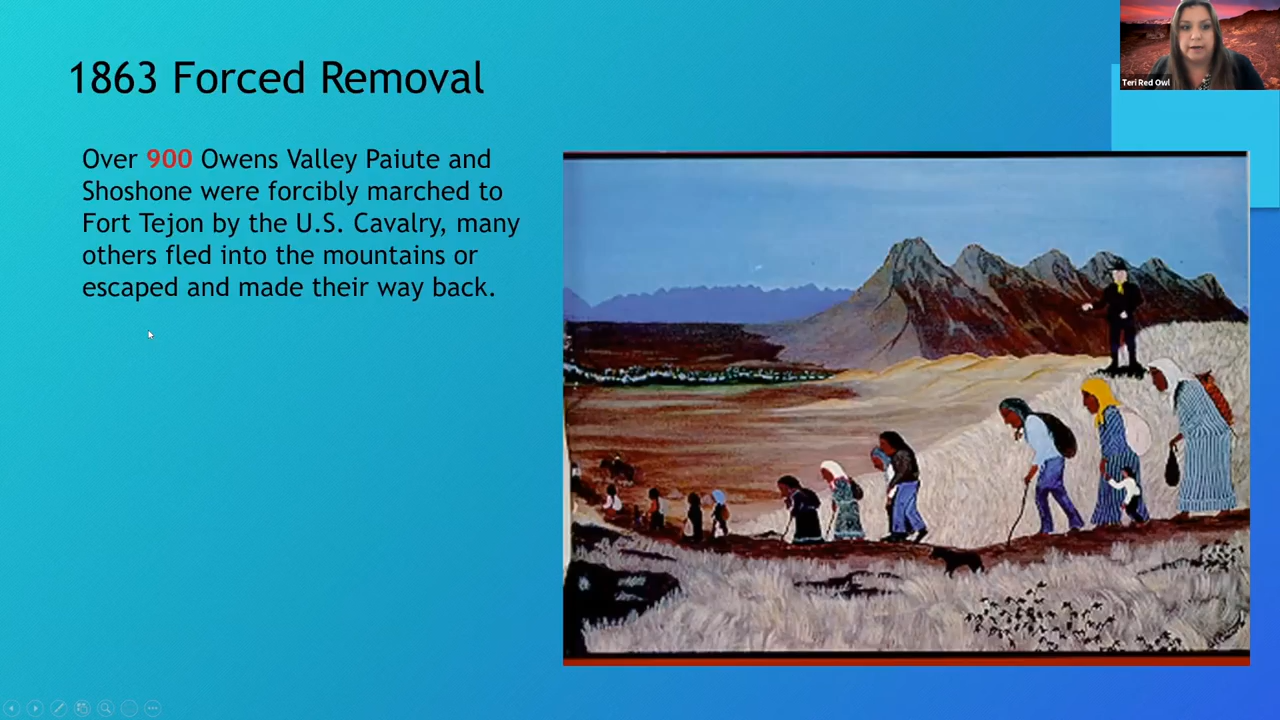 1863 Forced Removal
Teri Red Owl
Over 900 Owens Valley Paiute and
Shoshone were forcibly marched to
Fort Tejon by the U.S. Cavalry, many
others fled into the mountains or
escaped and made their way back.